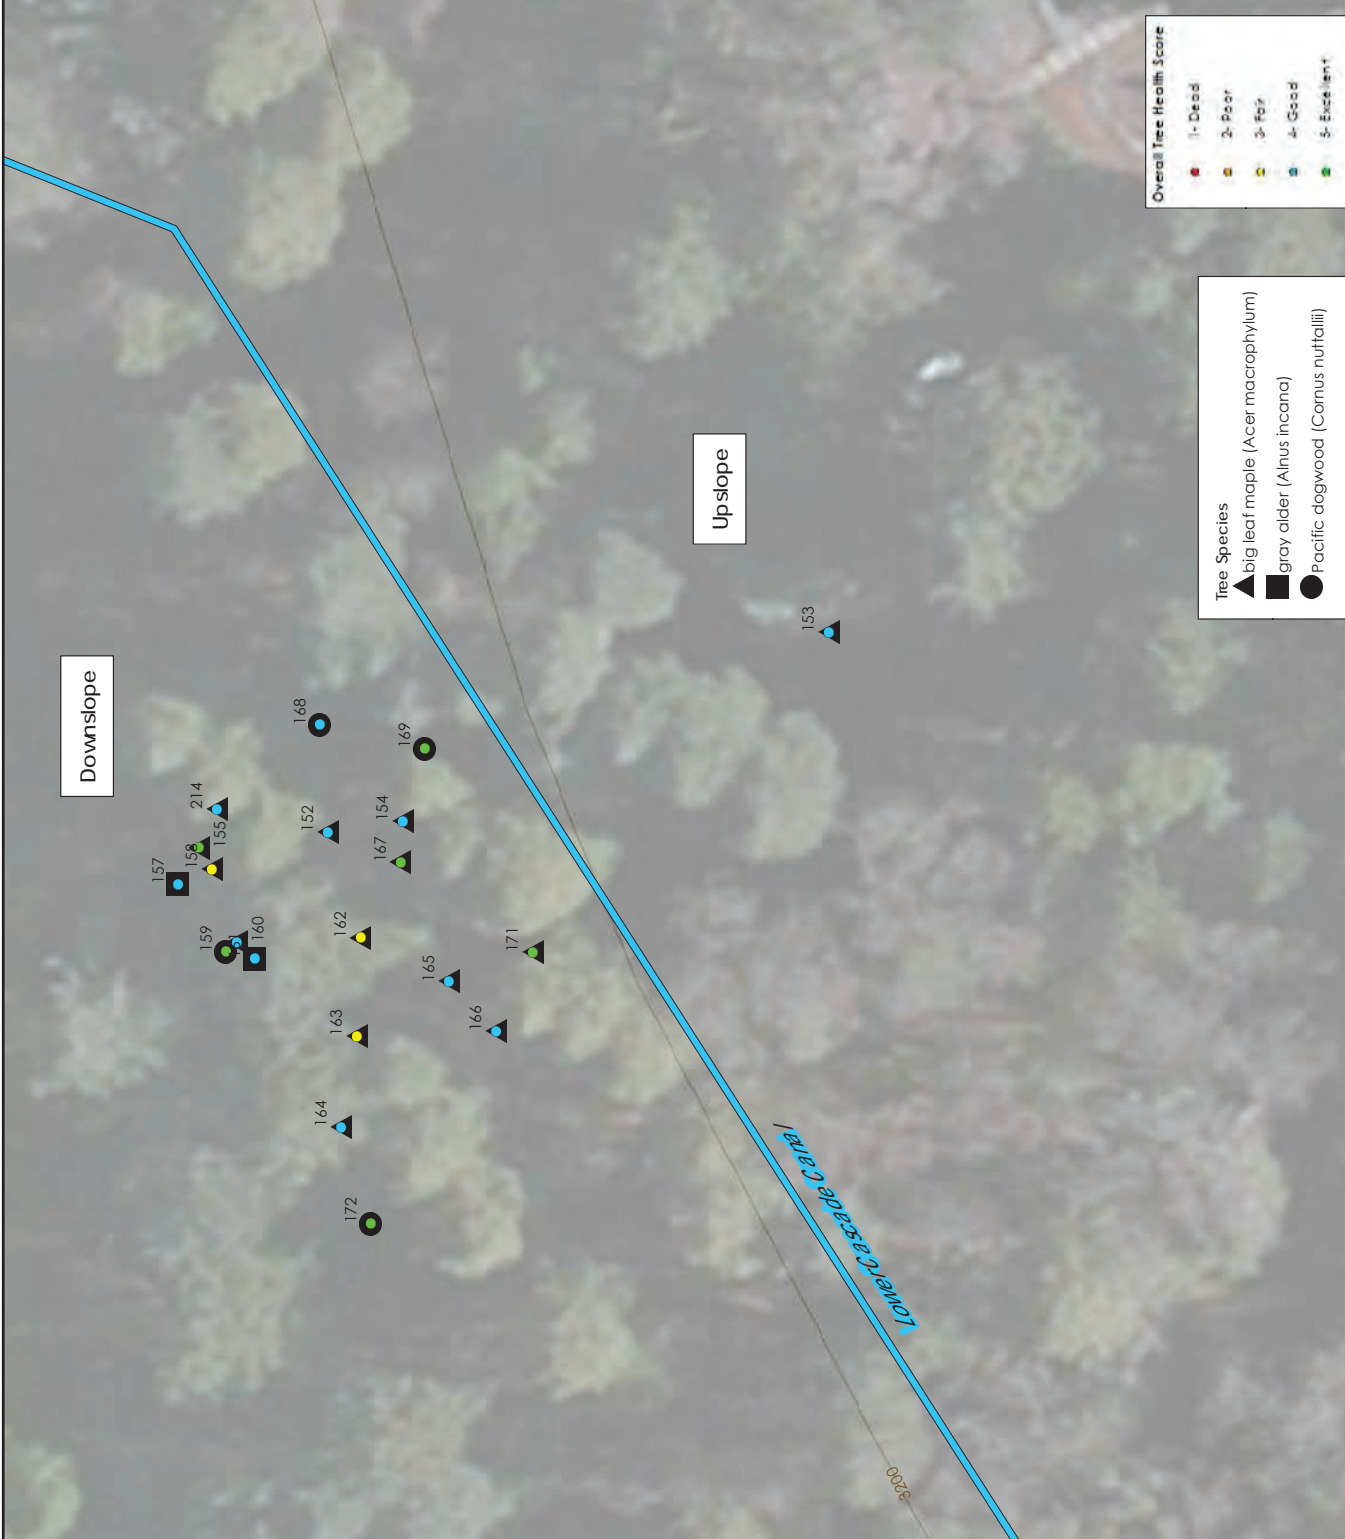 Downslope
Upslope
214
155
157
159
160
168
169
152
154
167
162
171
165
166
163
164
172
153
Lower Cascade Canal
3200
Overall Tree Health Score
1- Dead
2- Poor
3- Fair
4- Good
5- Excellent
Tree Species
big leaf maple (Acer macrophylum)
gray alder (Alnus incana)
Pacific dogwood (Cornus nuttallii)